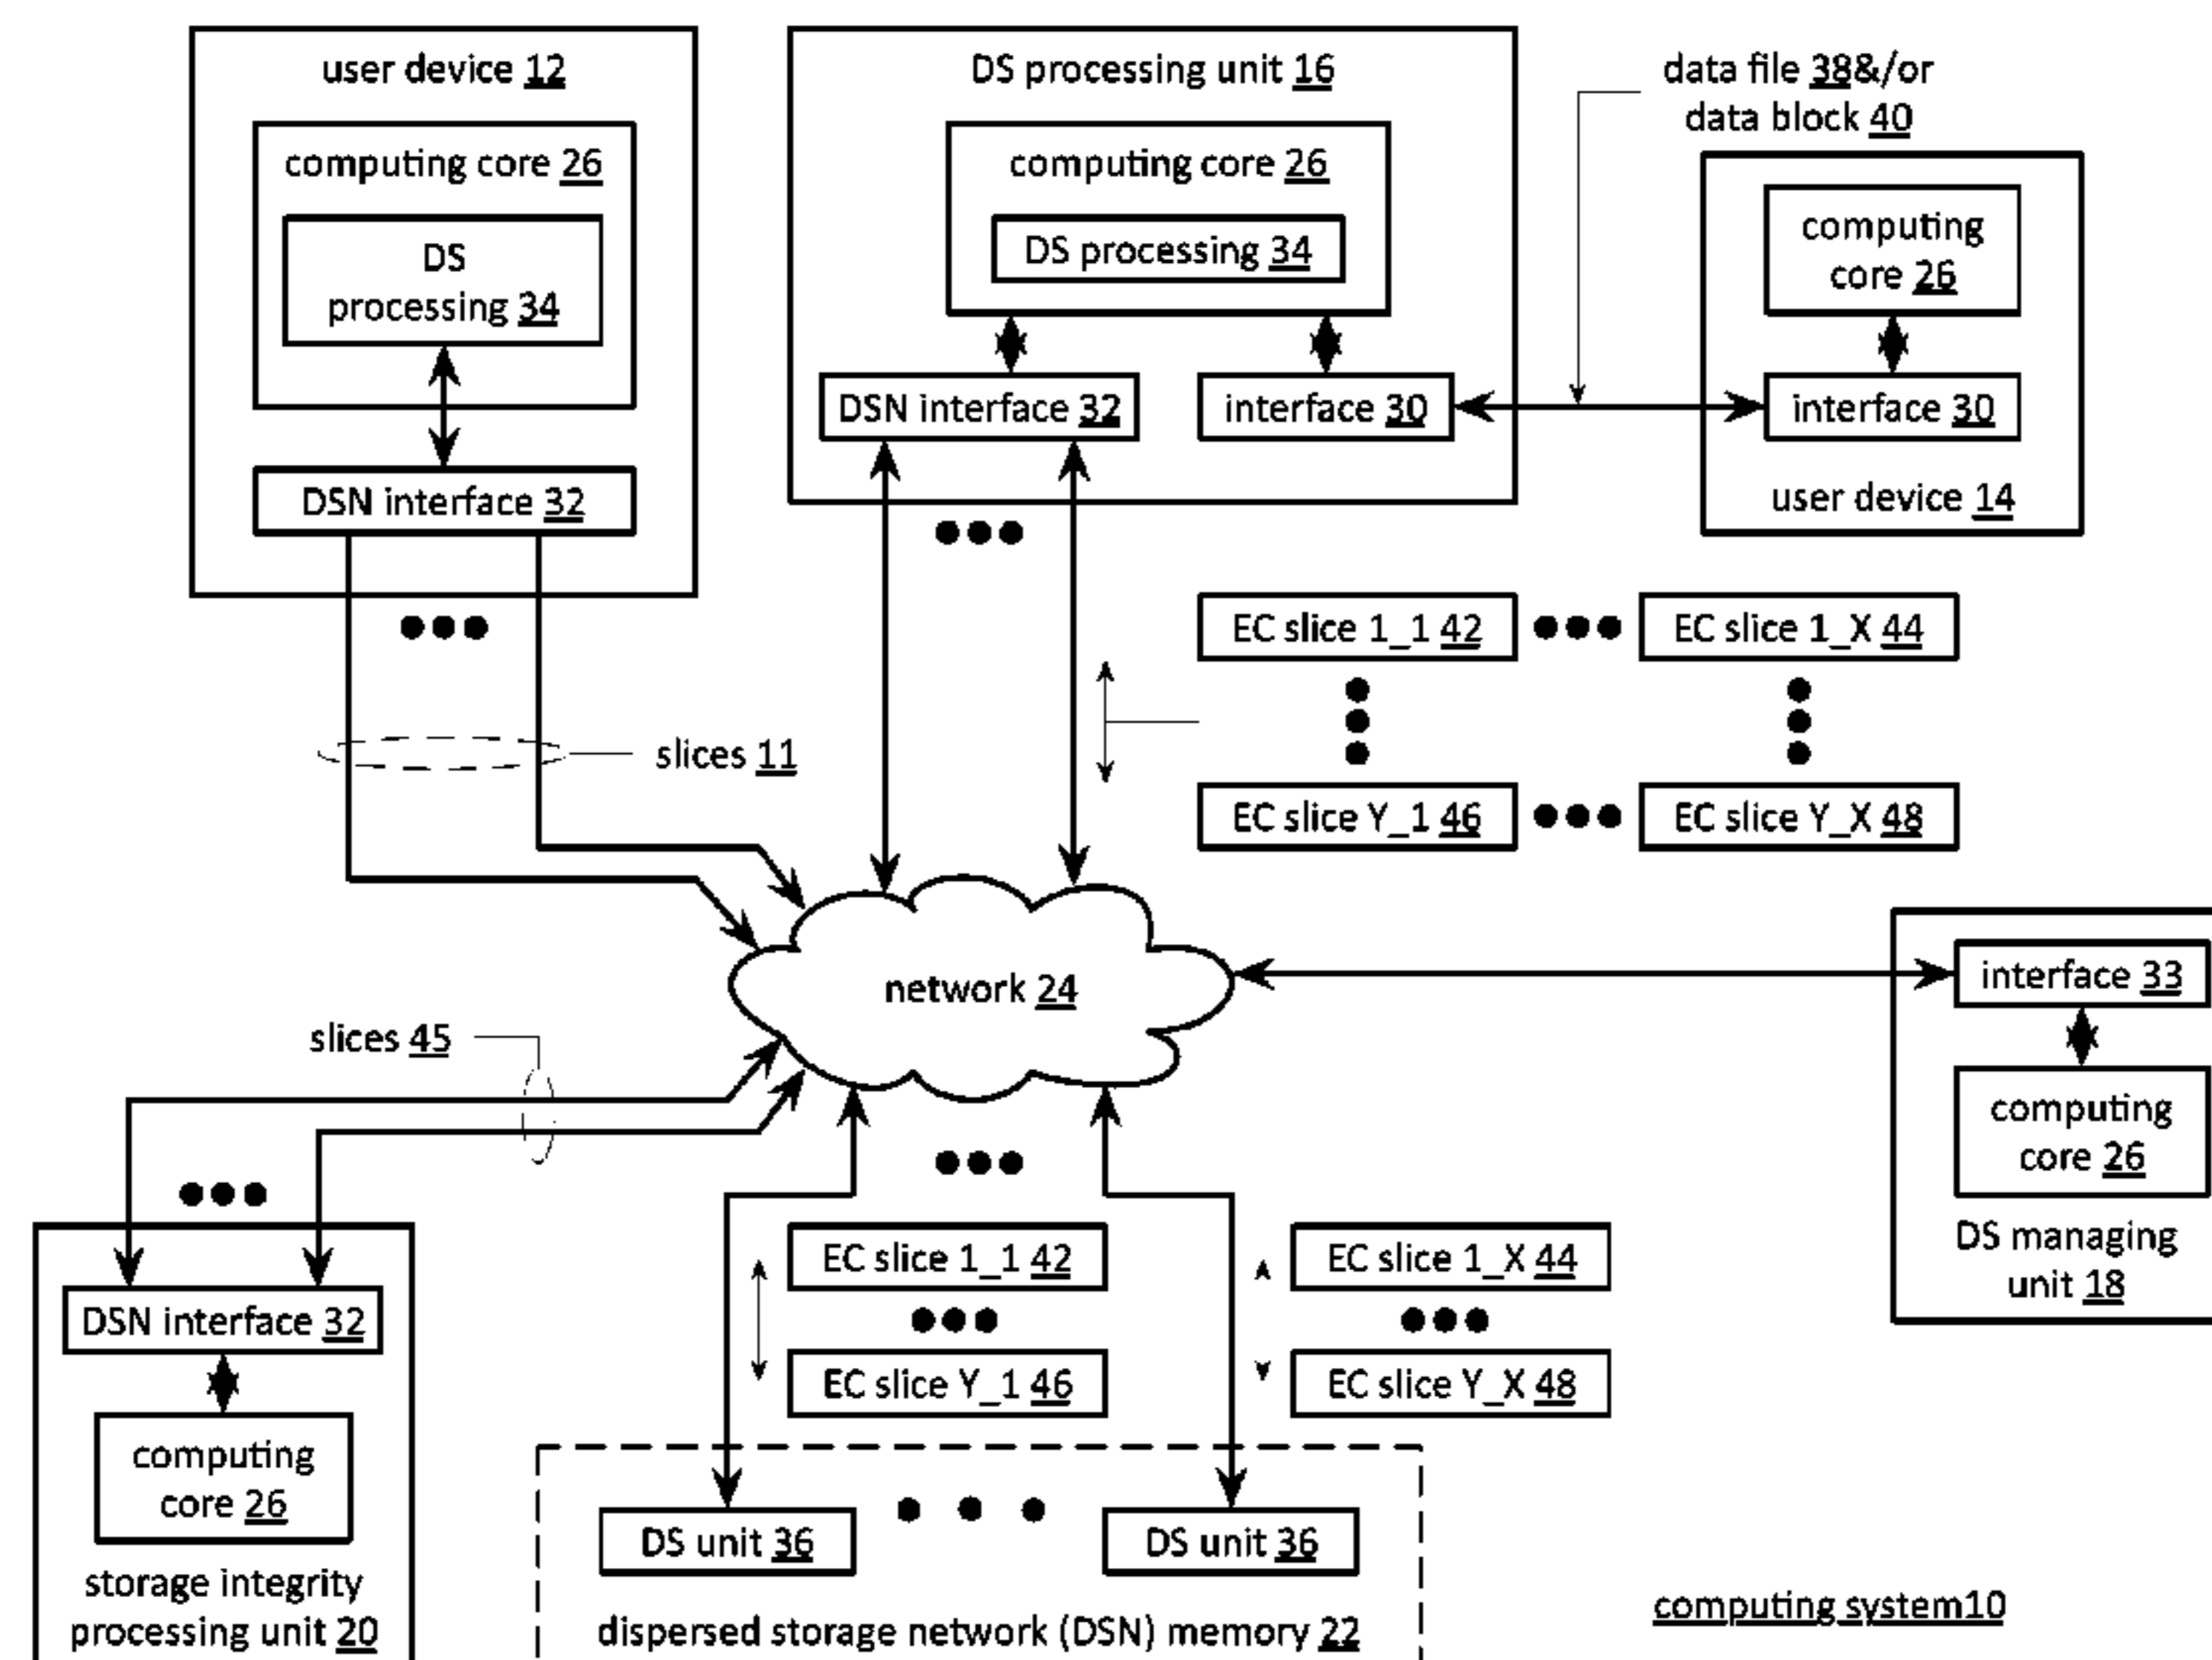 user device 12
computing core 26
DS
processing 34
DSN interface 32
DS processing unit 16
computing core 26
DS processing 34
DSN interface 32
interface 30
data file 38&/or
data block 40
computing
core 26
interface 30
user device 14
EC slice 1_1 42
EC slice 1_X 44
EC slice Y_1 46
EC slice Y_X 48
slices 11
network 24
interface 33
computing
core 26
DS managing
unit 18
slices 45
DSN interface 32
computing
core 26
storage integrity
processing unit 20
EC slice 1_1 42
EC slice Y_1 46
EC slice 1_X 44
EC slice Y_X 48
DS unit 36
DS unit 36
dispersed storage network (DSN) memory 22
computing system10